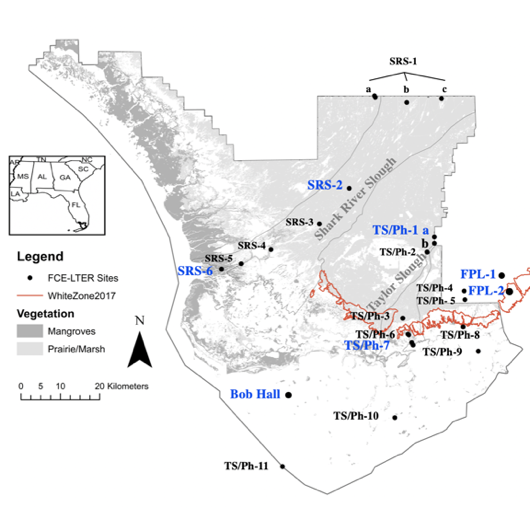 SRS-1
a b c
SRS-2
Shark River Slough
SRS-3
TS/Ph-1 a
b
TS/Ph-2
SRS-4
SRS-5
SRS-6
Taylor Slough
FPL-1
TS/Ph-4
FPL-2
TS/Ph- 5
TS/Ph-3
TS/Ph-6
TS/Ph-8
TS/Ph-7
TS/Ph-9
Bob Hall
TS/Ph-10
TS/Ph-11
AR TN NC
MS AL GA SC
LA
FL
Legend
FCE-LTER Sites
WhiteZone2017
Vegetation
Mangroves
Prairie/Marsh
N
0 5 10 20 Kilometers